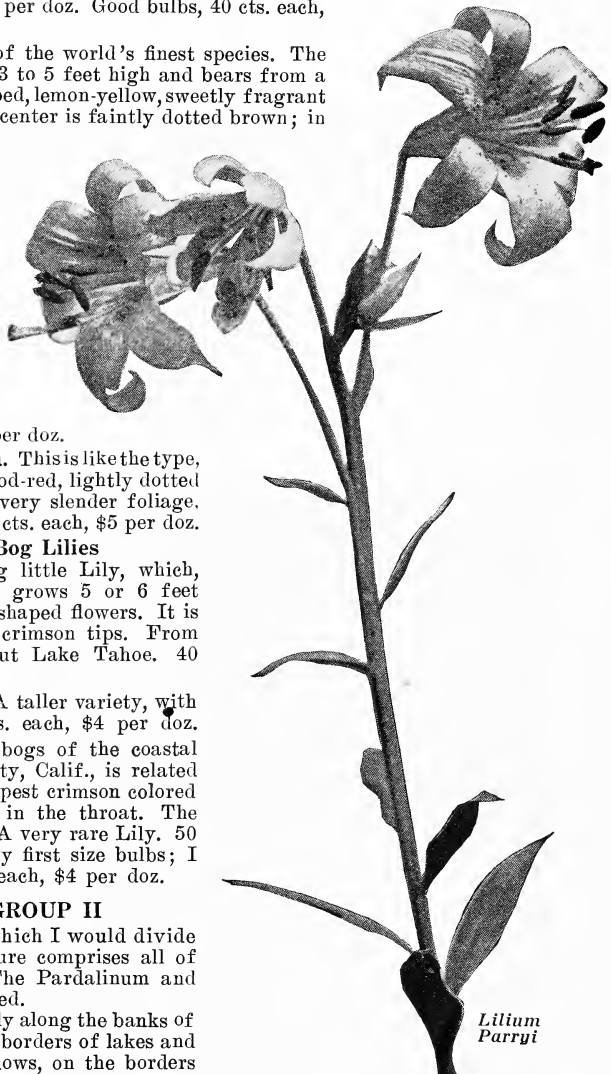 per doz. Good bulbs, 40 cts. each,
of the world's finest species. The
3 to 5 feet high and bears from a
ped, lemon-yellow, sweetly fragrant
center is faintly dotted brown; in
per doz.
. This is like the type,
od-red, lightly dotted
very slender foliage.
cts. each, $5 per doz.
Bog Lilies
g little Lily, which,
grows 5 or 6 feet
shaped flowers. It is
crimson tips. From
ut Lake Tahoe. 40
A taller variety, with
s. each, $4 per doz.
bogs of the coastal
ty, Calif., is related
pest crimson colored
in the throat. The
A very rare Lily. 50
y first size bulbs; I
each, $4 per doz.
GROUP II
which I would divide
ure comprises all of
The Pardalinum and
ed.
ly along the banks of
borders of lakes and
lows, on the borders
Lilium
Parryi